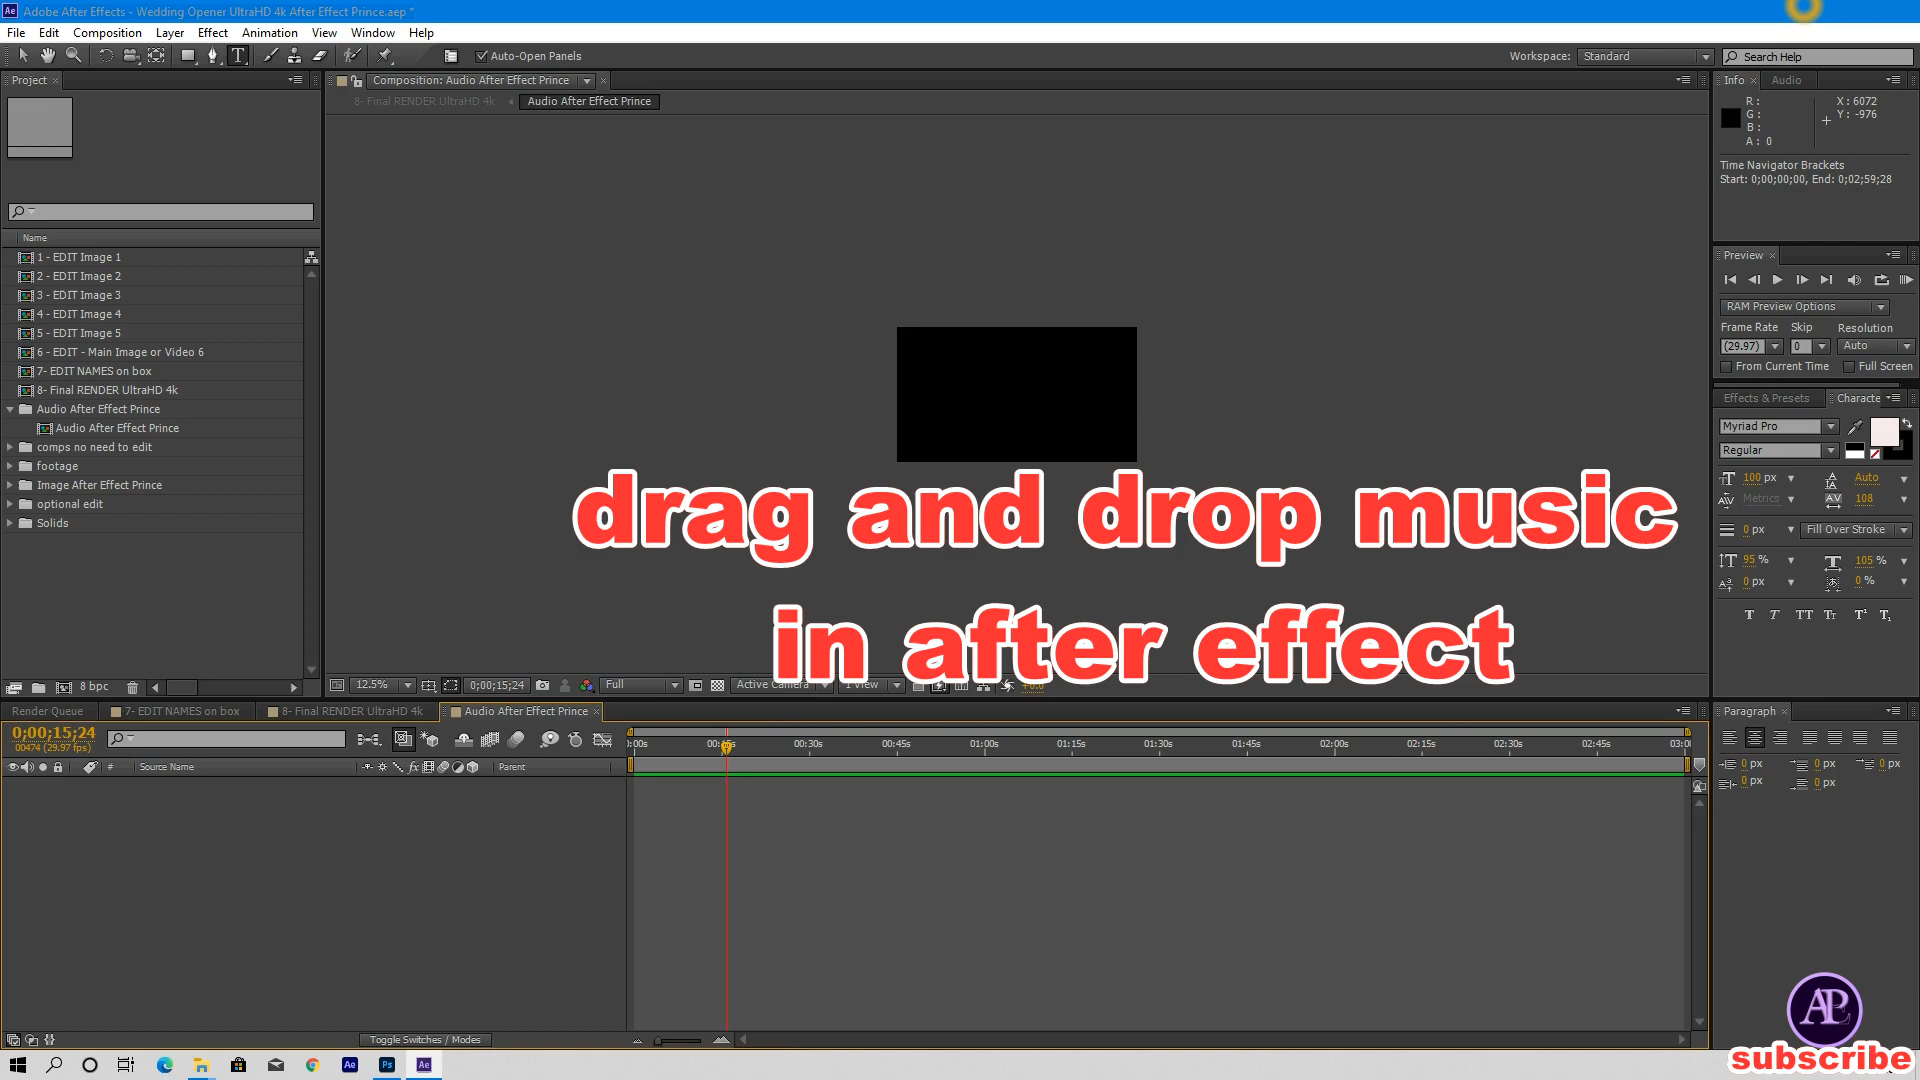 Adobe After Effects - Wedding Opener UltraHD 4k After Effect Prince.aep *
File Edit Composition Layer Effect Animation View Window Help
Auto-Open Panels
Workspace: Standard
Search Help
Project
Name
1 - EDIT Image 1
2 - EDIT Image 2
3 - EDIT Image 3
4 - EDIT Image 4
5 - EDIT Image 5
6 - EDIT - Main Image or Video 6
7- EDIT NAMES on box
8- Final RENDER UltraHD 4k
Audio After Effect Prince
Audio After Effect Prince
comps no need to edit
footage
Image After Effect Prince
optional edit
Solids
8 bpc
Composition: Audio After Effect Prince
8- Final RENDER UltraHD 4k Audio After Effect Prince
drag and drop music
in after effect
12.5% 0;00;15;24 Full Active Camera 1 View +0.0
Info Audio
R :
G :
B :
A : 0
X : 6072
Y : -976
Time Navigator Brackets
Start: 0;00;00;00, End: 0;02;59;28
Preview
RAM Preview Options
Frame Rate Skip Resolution
(29.97) 0 Auto
From Current Time Full Screen
Effects & Presets Characte
Myriad Pro
Regular
100 px Auto
Metrics 108
0 px Fill Over Stroke
95 % 105 %
0 px 0 %
Render Queue 7- EDIT NAMES on box 8- Final RENDER UltraHD 4k Audio After Effect Prince
0;00;15;24
00474 (29.97 fps)
# Source Name Parent
00:30s 00:45s 01:00s 01:15s 01:30s 01:45s 02:00s 02:15s 02:30s 02:45s
Toggle Switches / Modes
Paragraph
0 px 0 px 0 px
0 px 0 px
AP
subscribe